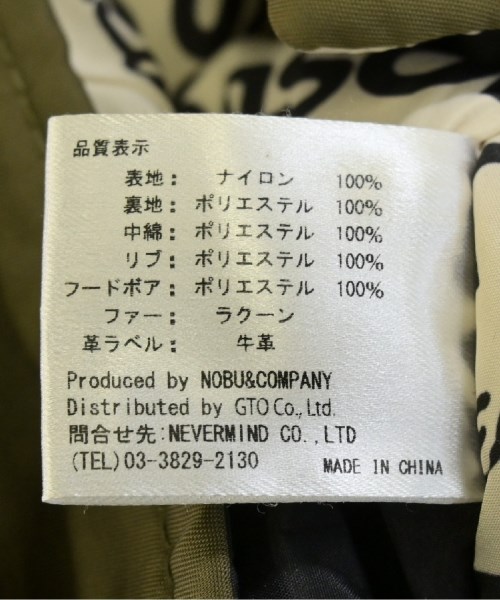 品質表示
表地: ナイロン 100%
裏地: ポリエステル 100%
中綿: ポリエステル 100%
リブ: ポリエステル 100%
フードボア: ポリエステル 100%
ファー: ラクーン
革ラベル: 牛革
Produced by NOBU&COMPANY
Distributed by GTO Co., Ltd.
問合せ先:NEVERMIND CO.,LTD
(TEL)03-3829-2130 MADE IN CHINA